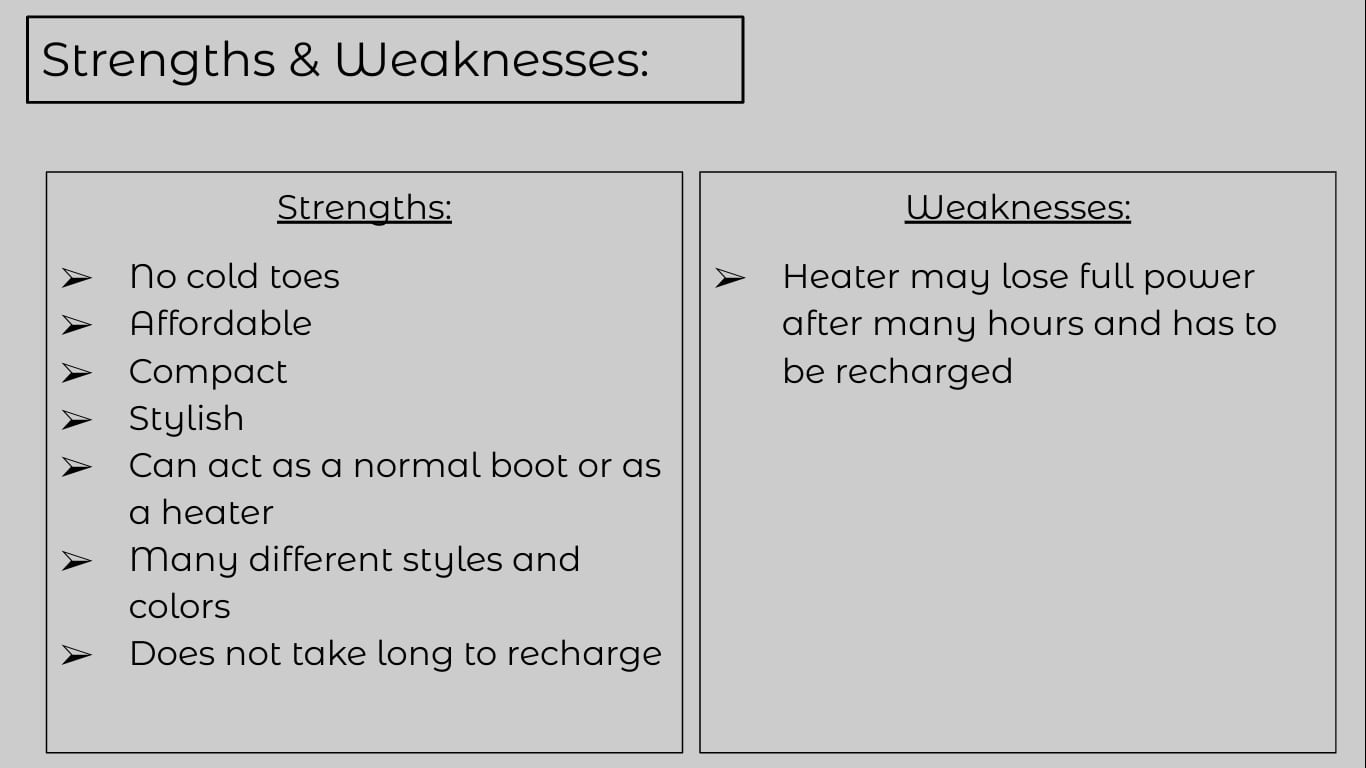 Strengths & Weaknesses:
Strengths:
➢ No cold toes
➢ Affordable
➢ Compact
➢ Stylish
➢ Can act as a normal boot or as
a heater
➢ Many different styles and
colors
➢ Does not take long to recharge
Weaknesses:
➢ Heater may lose full power
after many hours and has to
be recharged